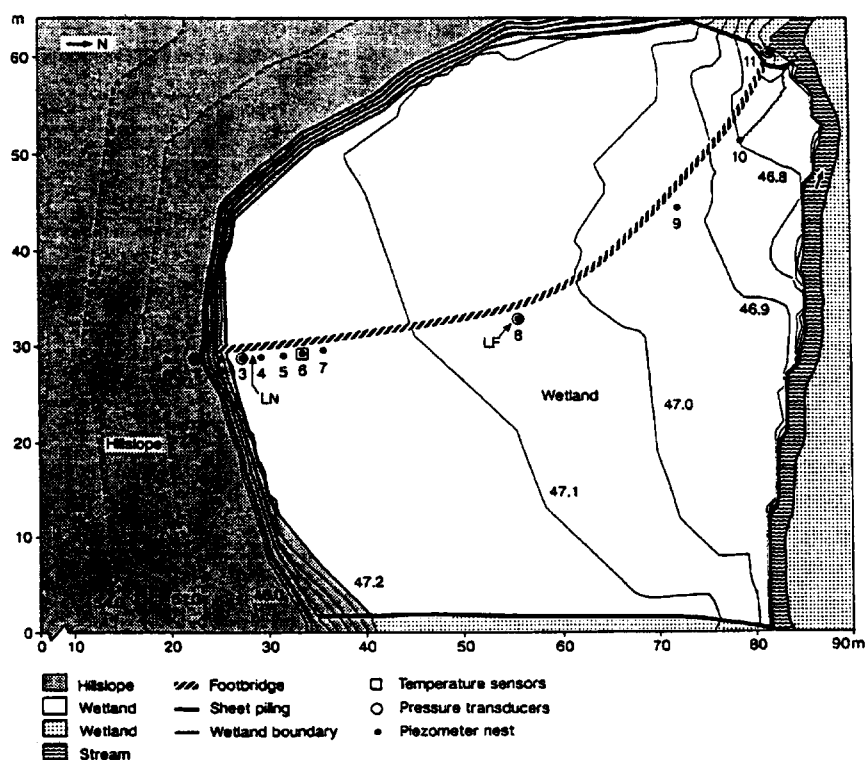 m
60
50
40
30
20
10
0
N
11
10
46.8
9
46.9
LF
8
3 4 5 6 7
LN
Wetland
47.0
Hillslope
47.1
47.2
0 10 20 30 40 50 60 70 80 90m
Hillslope
Footbridge
Temperature sensors
Wetland
Sheet piling
Pressure transducers
Wetland
Wetland boundary
Piezometer nest
Stream